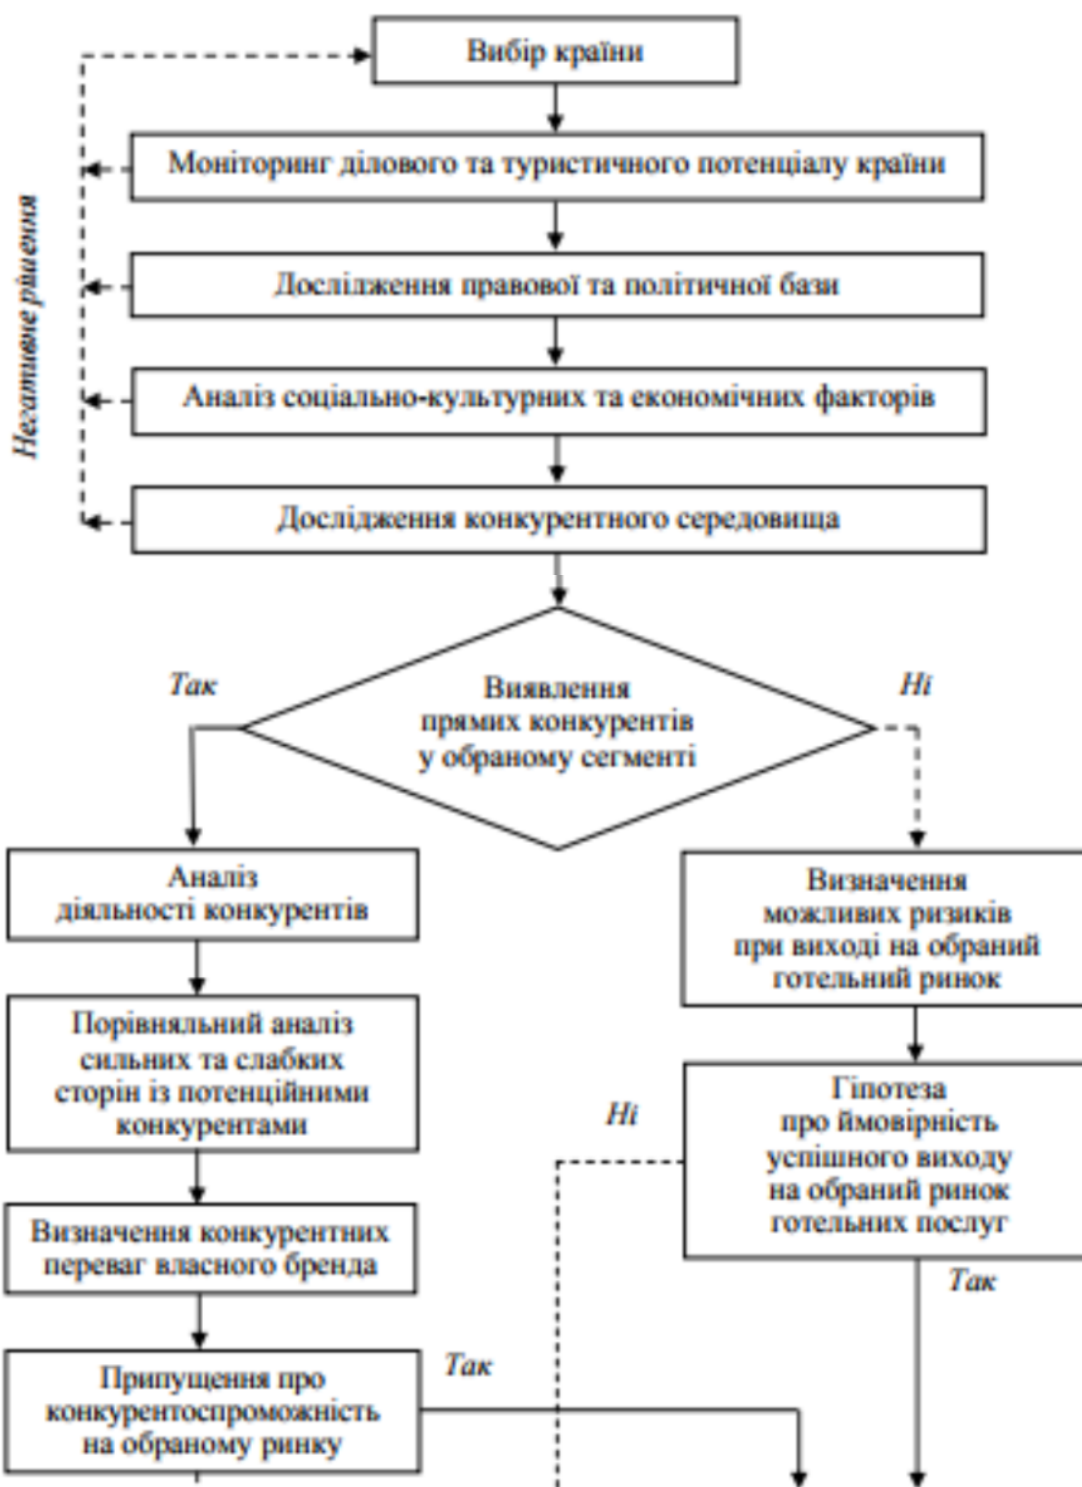 Вибір країни
Моніторинг ділового та туристичного потенціалу країни
Дослілження правової та політичної бази
Аналіз соціально-культурних та економічних факторів
Дослідження конкурентного середовища
Негативне рішення
Виявлення
прямих конкурентів
у обраному сегменті
Так
Ні
Аналіз
діяльності конкурентів
Порівняльний аналіз
сильних та слабких
сторін із потенційними
конкурентами
Визначення конкурентних
переваг власного бренда
Припущення про
конкурентоспроможність
на обраному ринку
Так
Визначення
можливих ризиків
при виході на обраний
готельний ринок
Гіпотеза
про ймовірність
успішного виходу
на обраний ринок
готельних послуг
Ні
Так